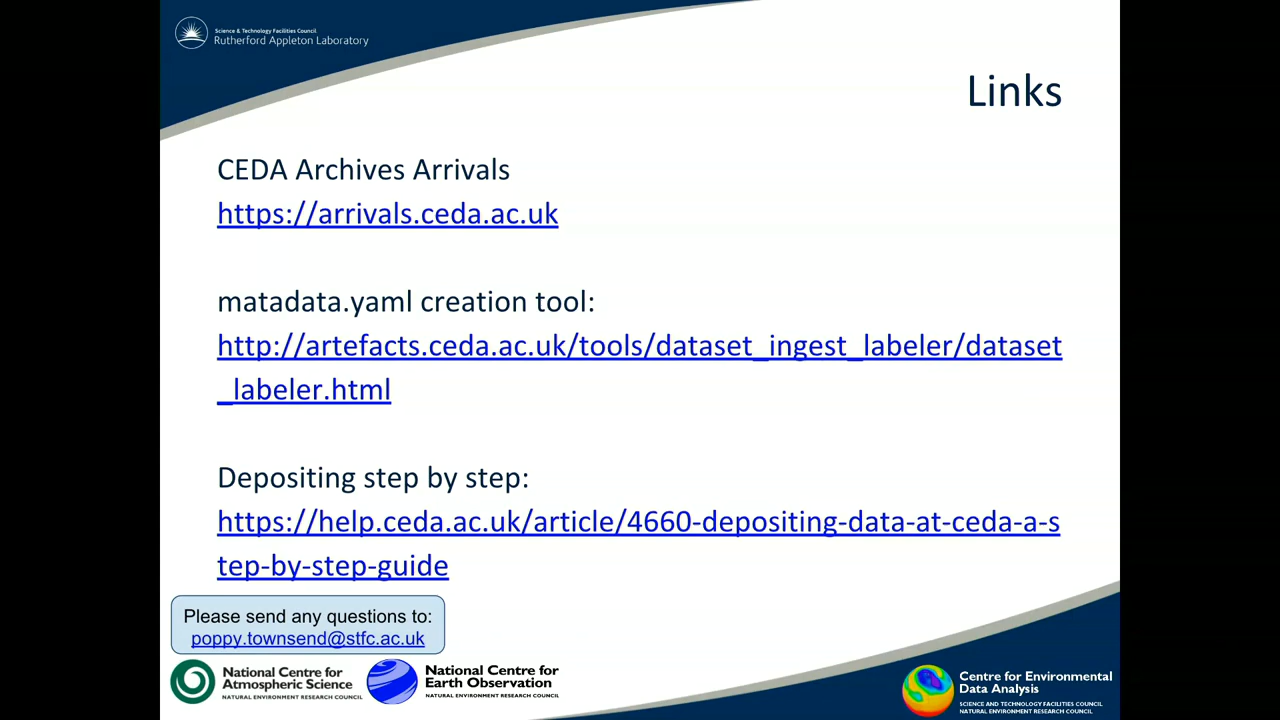 Science & Technology Facilities Council
Rutherford Appleton Laboratory
Links
CEDA Archives Arrivals
https://arrivals.ceda.ac.uk
matadata.yaml creation tool:
http://artefacts.ceda.ac.uk/tools/dataset_ingest_labeler/dataset
_labeler.html
Depositing step by step:
https://help.ceda.ac.uk/article/4660-depositing-data-at-ceda-a-s
tep-by-step-guide
Please send any questions to:
poppy.townsend@stfc.ac.uk
National Centre for
Atmospheric Science
NATURAL ENVIRONMENT RESEARCH COUNCIL
National Centre for
Earth Observation
NATURAL ENVIRONMENT RESEARCH COUNCIL
Centre for Environmental
Data Analysis
SCIENCE AND TECHNOLOGY FACILITIES COUNCIL
NATURAL ENVIRONMENT RESEARCH COUNCIL